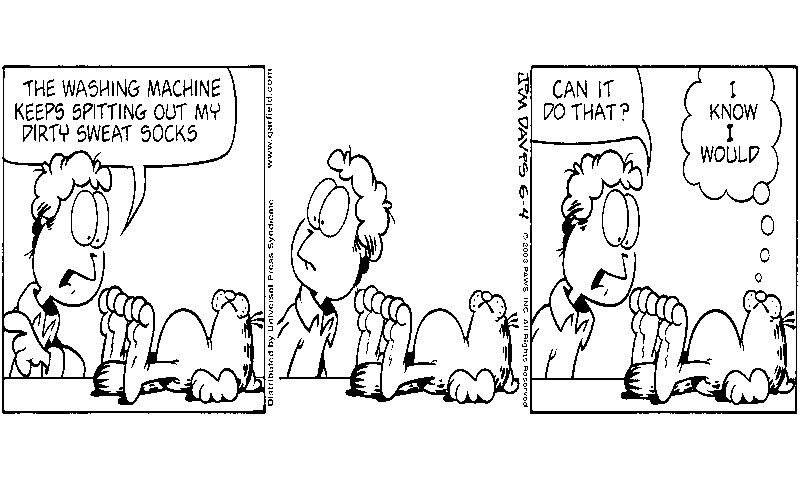 THE WASHING MACHINE
KEEPS SPITTING OUT MY
DIRTY SWEAT SOCKS
www.garfield.com
Distributed by Universal Press Syndicate
JIM DAVIS 6-4
© 2003 PAWS, INC. All Rights Reserved
CAN IT
DO THAT?
I
KNOW
I
WOULD